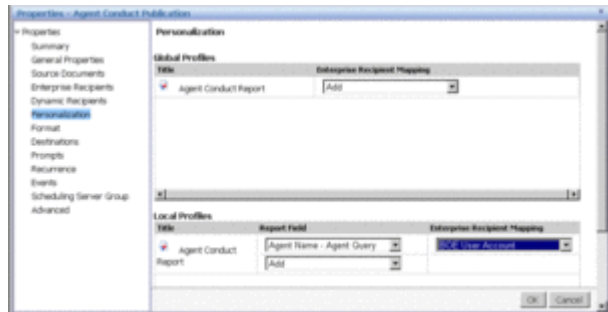 Properties - Agent Conduct Publication
Properties
Summary
General Properties
Source Documents
Enterprise Recipients
Dynamic Recipients
Personalization
Format
Destinations
Prompts
Recurrence
Events
Scheduling Server Group
Advanced
Personalization
Global Profiles
Title Enterprise Recipient Mapping
Agent Conduct Report Add
Local Profiles
Title Report Field Enterprise Recipient Mapping
Agent Conduct Report Agent Name - Agent Query BOE User Account
Add
OK Cancel